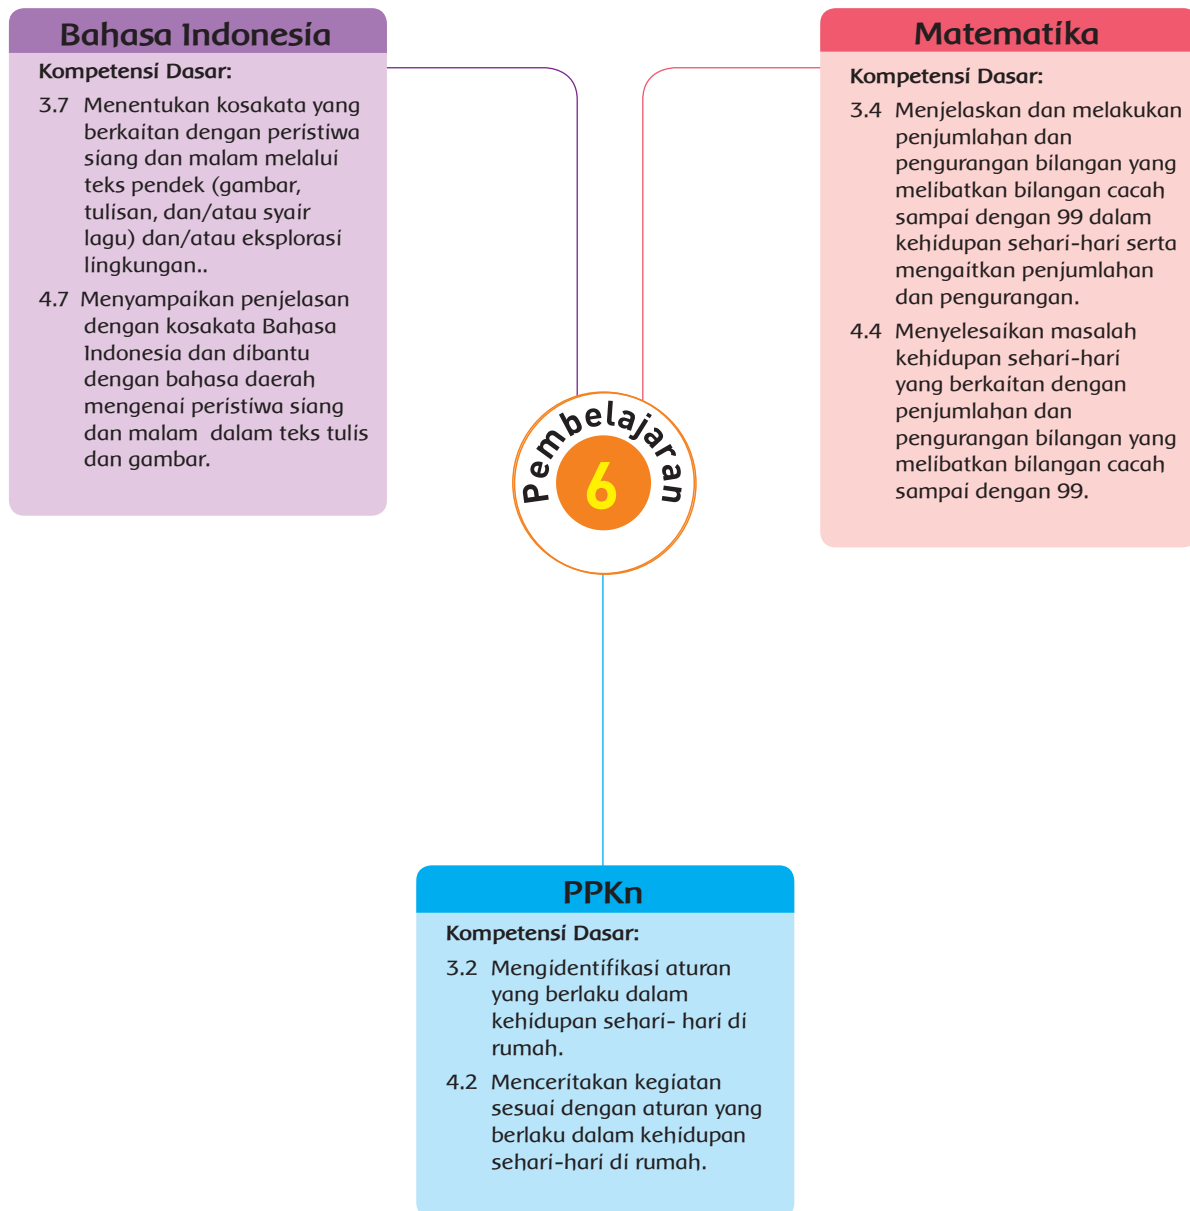 Bahasa Indonesia
Kompetensi Dasar:
3.7 Menentukan kosakata yang
berkaitan dengan peristiwa
siang dan malam melalui
teks pendek (gambar,
tulisan, dan/atau syair
lagu) dan/atau eksplorasi
lingkungan..
4.7 Menyampaikan penjelasan
dengan kosakata Bahasa
Indonesia dan dibantu
dengan bahasa daerah
mengenai peristiwa siang
dan malam dalam teks tulis
dan gambar.
Matematika
Kompetensi Dasar:
3.4 Menjelaskan dan melakukan
penjumlahan dan
pengurangan bilangan yang
melibatkan bilangan cacah
sampai dengan 99 dalam
kehidupan sehari-hari serta
mengaitkan penjumlahan
dan pengurangan.
4.4 Menyelesaikan masalah
kehidupan sehari-hari
yang berkaitan dengan
penjumlahan dan
pengurangan bilangan yang
melibatkan bilangan cacah
sampai dengan 99.
Pembelajaran
6
PPKn
Kompetensi Dasar:
3.2 Mengidentifikasi aturan
yang berlaku dalam
kehidupan sehari- hari di
rumah.
4.2 Menceritakan kegiatan
sesuai dengan aturan yang
berlaku dalam kehidupan
sehari-hari di rumah.